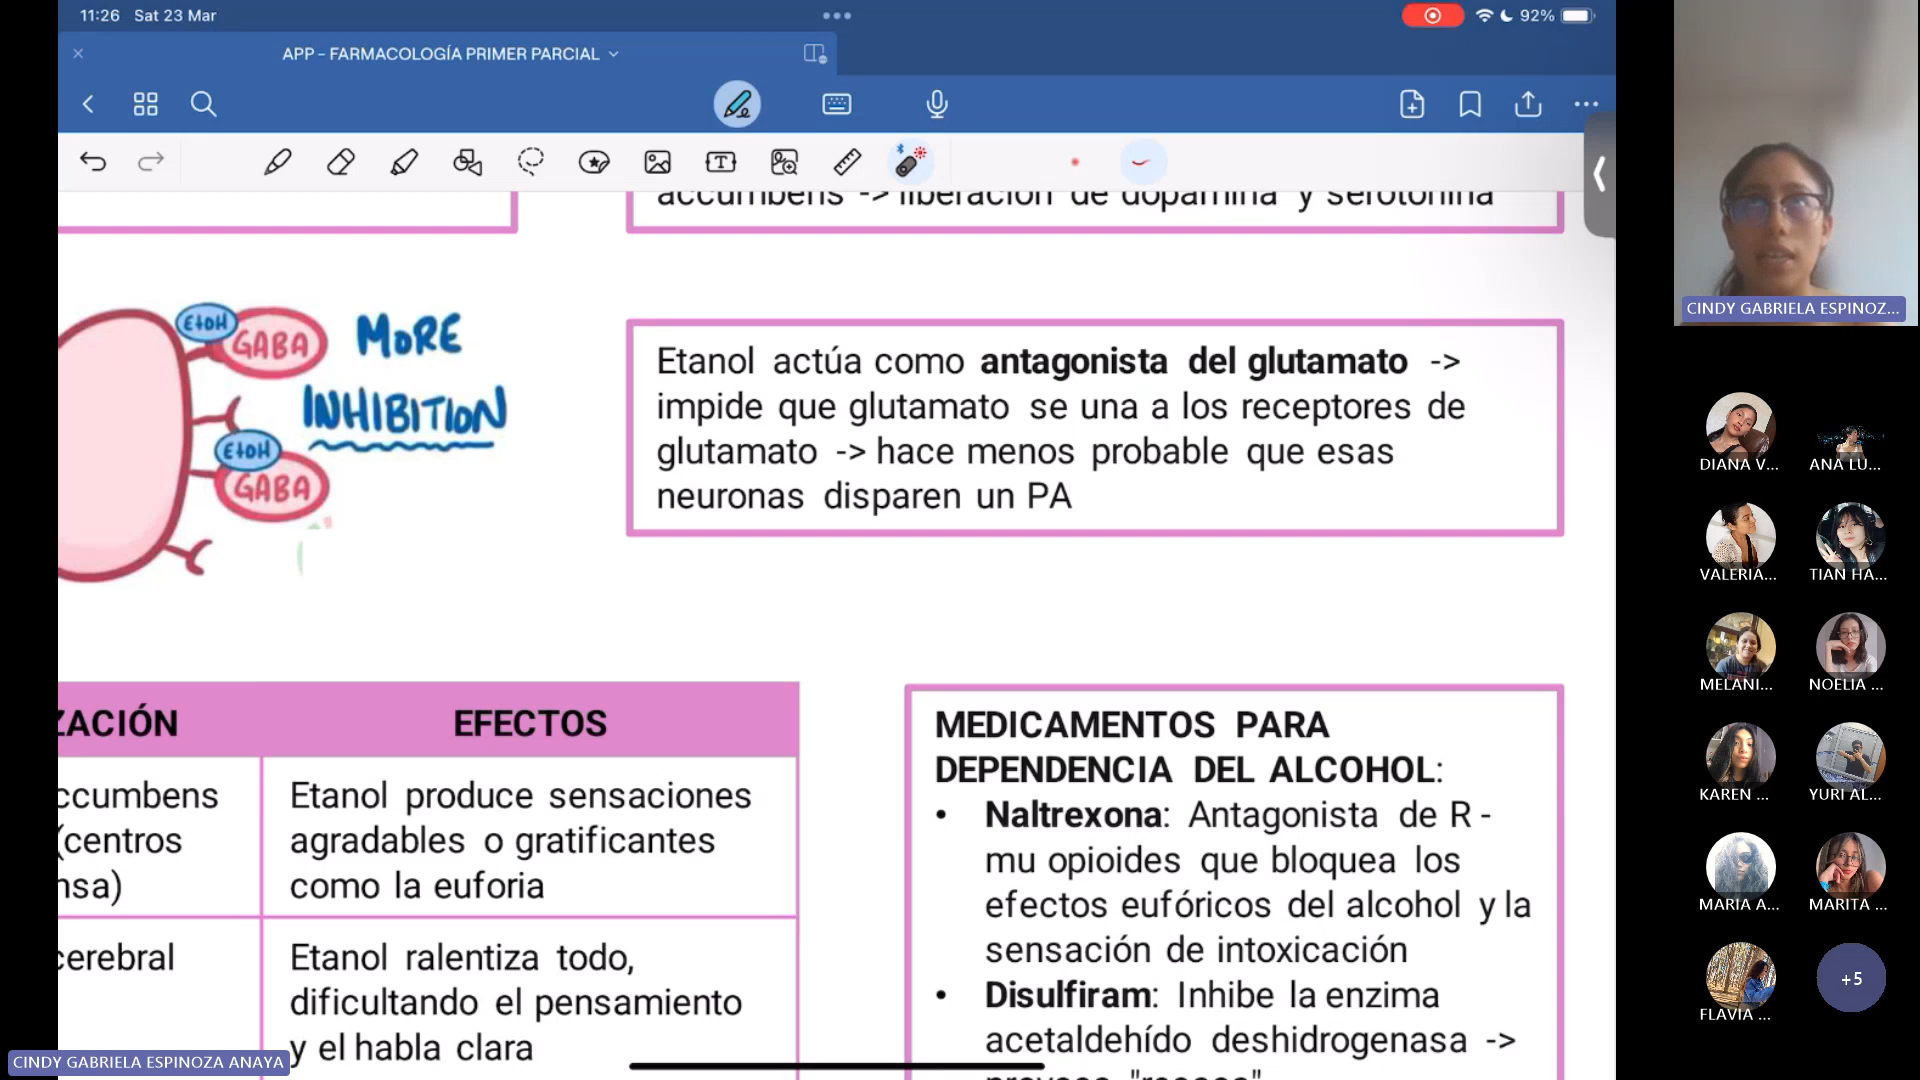 11:26 Sat 23 Mar
92%
APP - FARMACOLOGÍA PRIMER PARCIAL
accumbens -> liberación de dopamina y serotonina
EtOH
GABA
MORE
INHIBITION
EtOH
GABA
Etanol actúa como antagonista del glutamato ->
impide que glutamato se una a los receptores de
glutamato -> hace menos probable que esas
neuronas disparen un PA
ZACIÓN
EFECTOS
ccumbens
(centros
nsa)
Etanol produce sensaciones
agradables o gratificantes
como la euforia
cerebral
Etanol ralentiza todo,
dificultando el pensamiento
y el habla clara
MEDICAMENTOS PARA
DEPENDENCIA DEL ALCOHOL:
• Naltrexona: Antagonista de R -
mu opioides que bloquea los
efectos eufóricos del alcohol y la
sensación de intoxicación
• Disulfiram: Inhibe la enzima
acetaldehído deshidrogenasa ->
CINDY GABRIELA ESPINOZA ANAYA
CINDY GABRIELA ESPINOZ...
DIANA V...
ANA LU...
VALERIA...
TIAN HA...
MELANI...
NOELIA ...
KAREN ...
YURI AL...
MARIA A...
MARITA ...
FLAVIA ...
+5